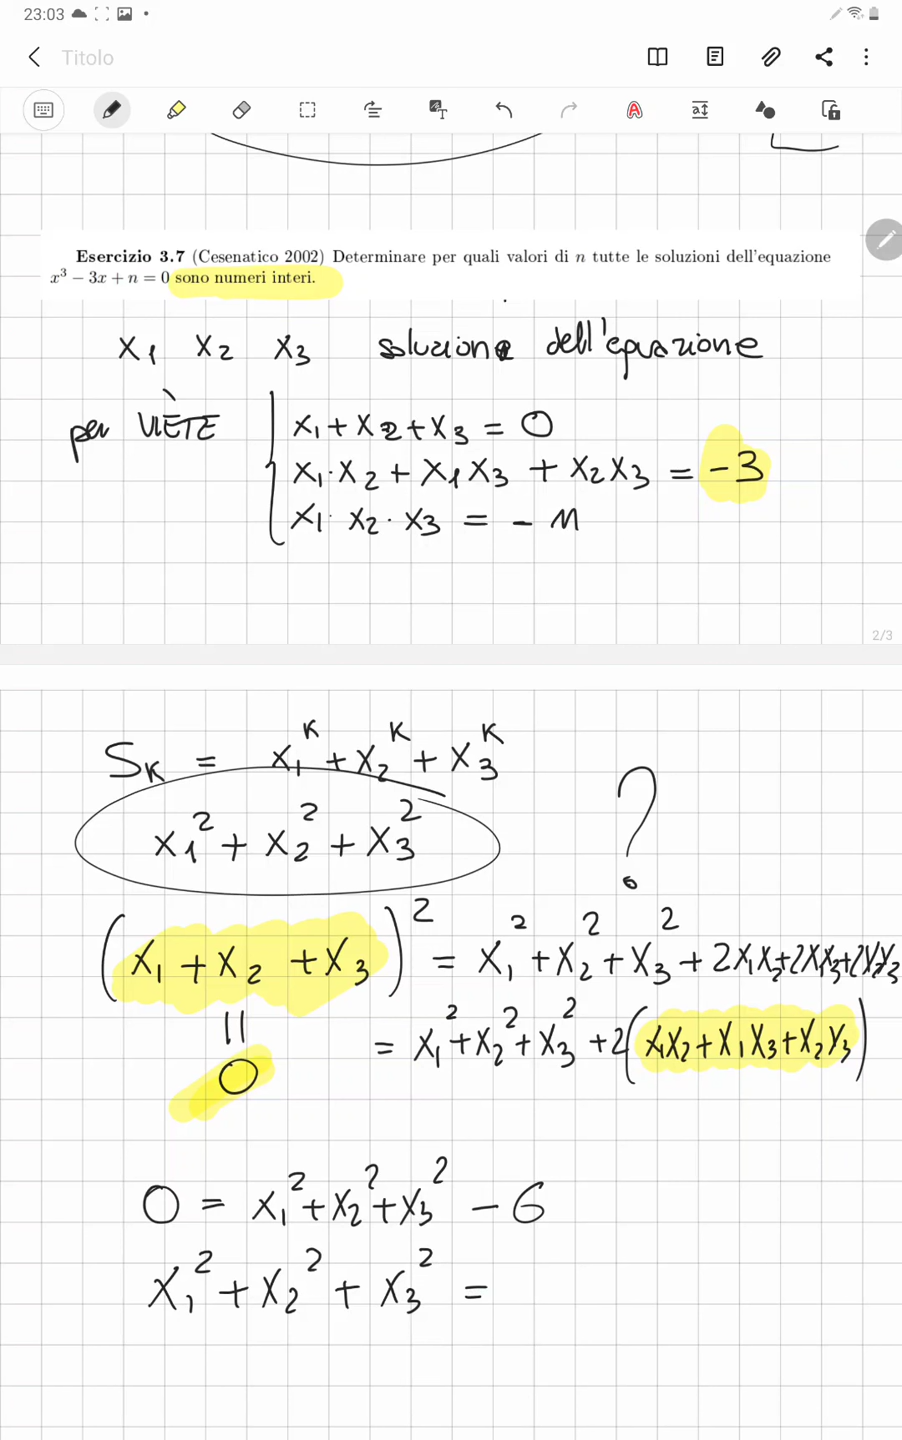 23:03
Titolo
Esercizio 3.7 (Cesenatico 2002) Determinare per quali valori di n tutte le soluzioni dell'equazione
x³ − 3x + n = 0 sono numeri interi.
x₁ x₂ x₃ soluzione dell'equazione
per VIÈTE
x₁ + x₂ + x₃ = 0
x₁·x₂ + x₁x₃ + x₂x₃ = −3
x₁· x₂ · x₃ = − n
2/3
Sₖ = x₁ᴷ + x₂ᴷ + x₃ᴷ
x₁² + x₂² + x₃² ?
(x₁ + x₂ + x₃)² = x₁² + x₂² + x₃² + 2x₁x₂+2x₁x₃+2x₂x₃
= x₁² + x₂² + x₃² + 2(x₁x₂ + x₁x₃ + x₂x₃)
||
0
0 = x₁² + x₂² + x₃² − 6
x₁² + x₂² + x₃² =